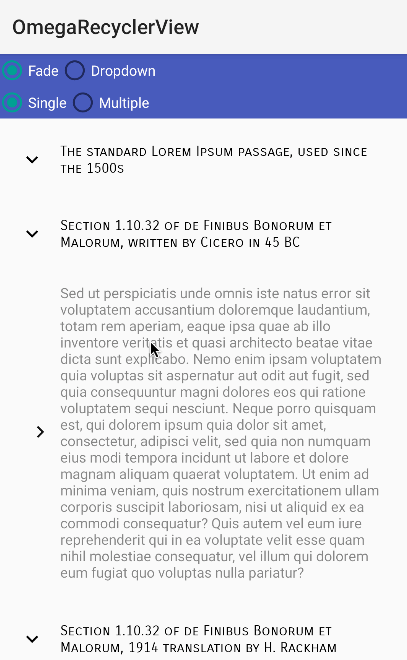 OmegaRecyclerView
Fade Dropdown
Single Multiple
The standard Lorem Ipsum passage, used since
the 1500s
Section 1.10.32 of de Finibus Bonorum et
Malorum, written by Cicero in 45 BC
Sed ut perspiciatis unde omnis iste natus error sit
voluptatem accusantium doloremque laudantium,
totam rem aperiam, eaque ipsa quae ab illo
inventore veritatis et quasi architecto beatae vitae
dicta sunt explicabo. Nemo enim ipsam voluptatem
quia voluptas sit aspernatur aut odit aut fugit, sed
quia consequuntur magni dolores eos qui ratione
voluptatem sequi nesciunt. Neque porro quisquam
est, qui dolorem ipsum quia dolor sit amet,
consectetur, adipisci velit, sed quia non numquam
eius modi tempora incidunt ut labore et dolore
magnam aliquam quaerat voluptatem. Ut enim ad
minima veniam, quis nostrum exercitationem ullam
corporis suscipit laboriosam, nisi ut aliquid ex ea
commodi consequatur? Quis autem vel eum iure
reprehenderit qui in ea voluptate velit esse quam
nihil molestiae consequatur, vel illum qui dolorem
eum fugiat quo voluptas nulla pariatur?
Section 1.10.32 of de Finibus Bonorum et
Malorum, 1914 translation by H. Rackham